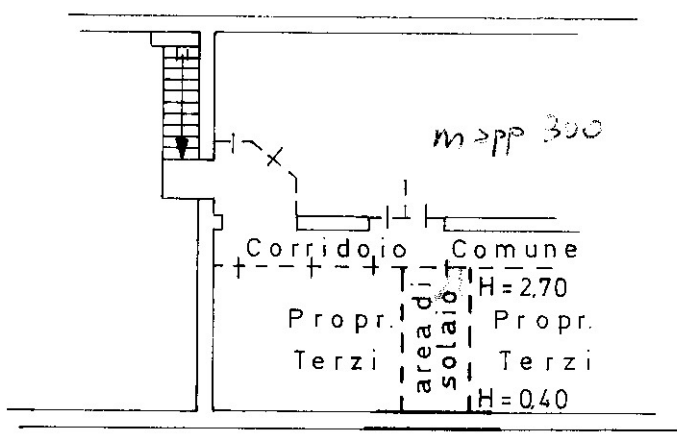 mapp 300
Corridoio Comune
H = 2,70
Propr. Terzi
area di solaio
Propr. Terzi
H = 0,40